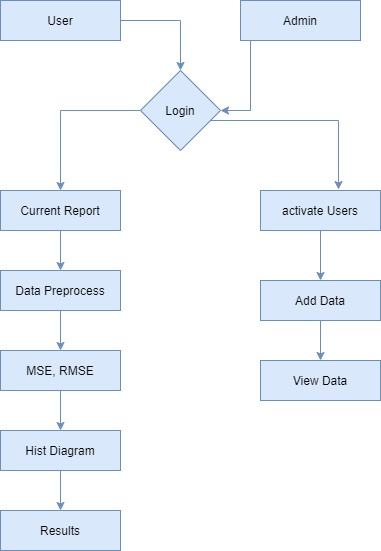 User
Admin
Login
Current Report
activate Users
Data Preprocess
Add Data
MSE, RMSE
View Data
Hist Diagram
Results